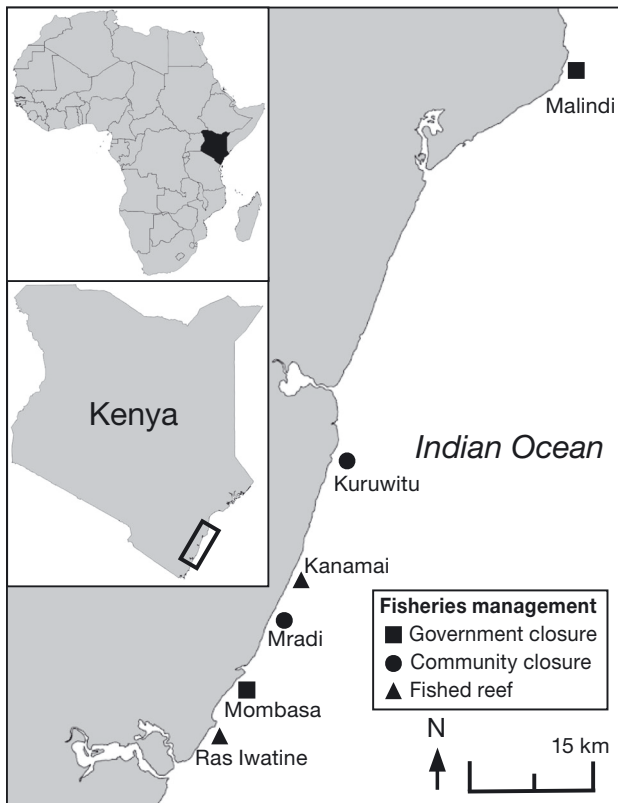 Malindi
Kenya
Indian Ocean
Kuruwitu
Kanamai
Fisheries management
Government closure
Community closure
Fished reef
Mradi
Mombasa
Ras Iwatine
N
15 km